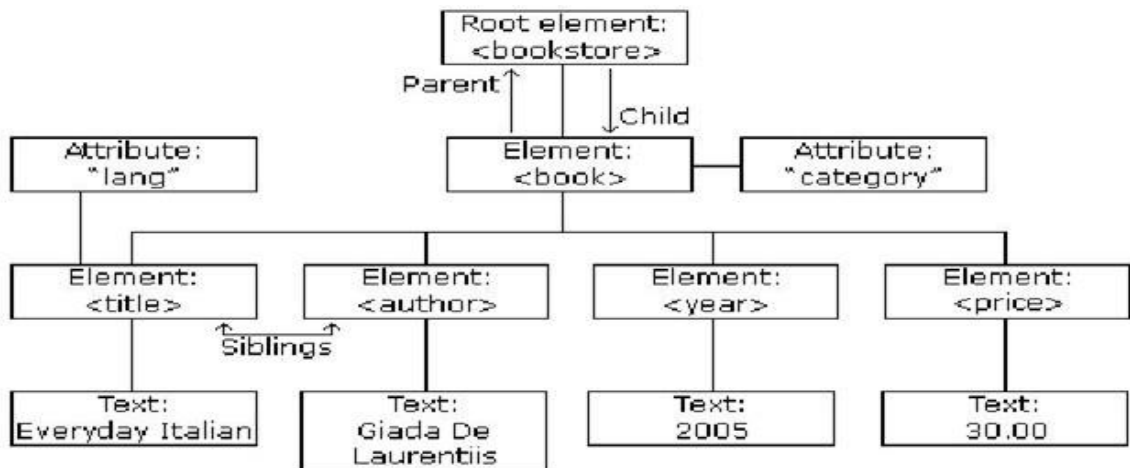 Root element:
<bookstore>
Parent
Child
Attribute:
"lang"
Element:
<book>
Attribute:
"category"
Element:
<title>
Element:
<author>
Element:
<year>
Element:
<price>
Siblings
Text:
Everyday Italian
Text:
Giada De
Laurentiis
Text:
2005
Text:
30.00